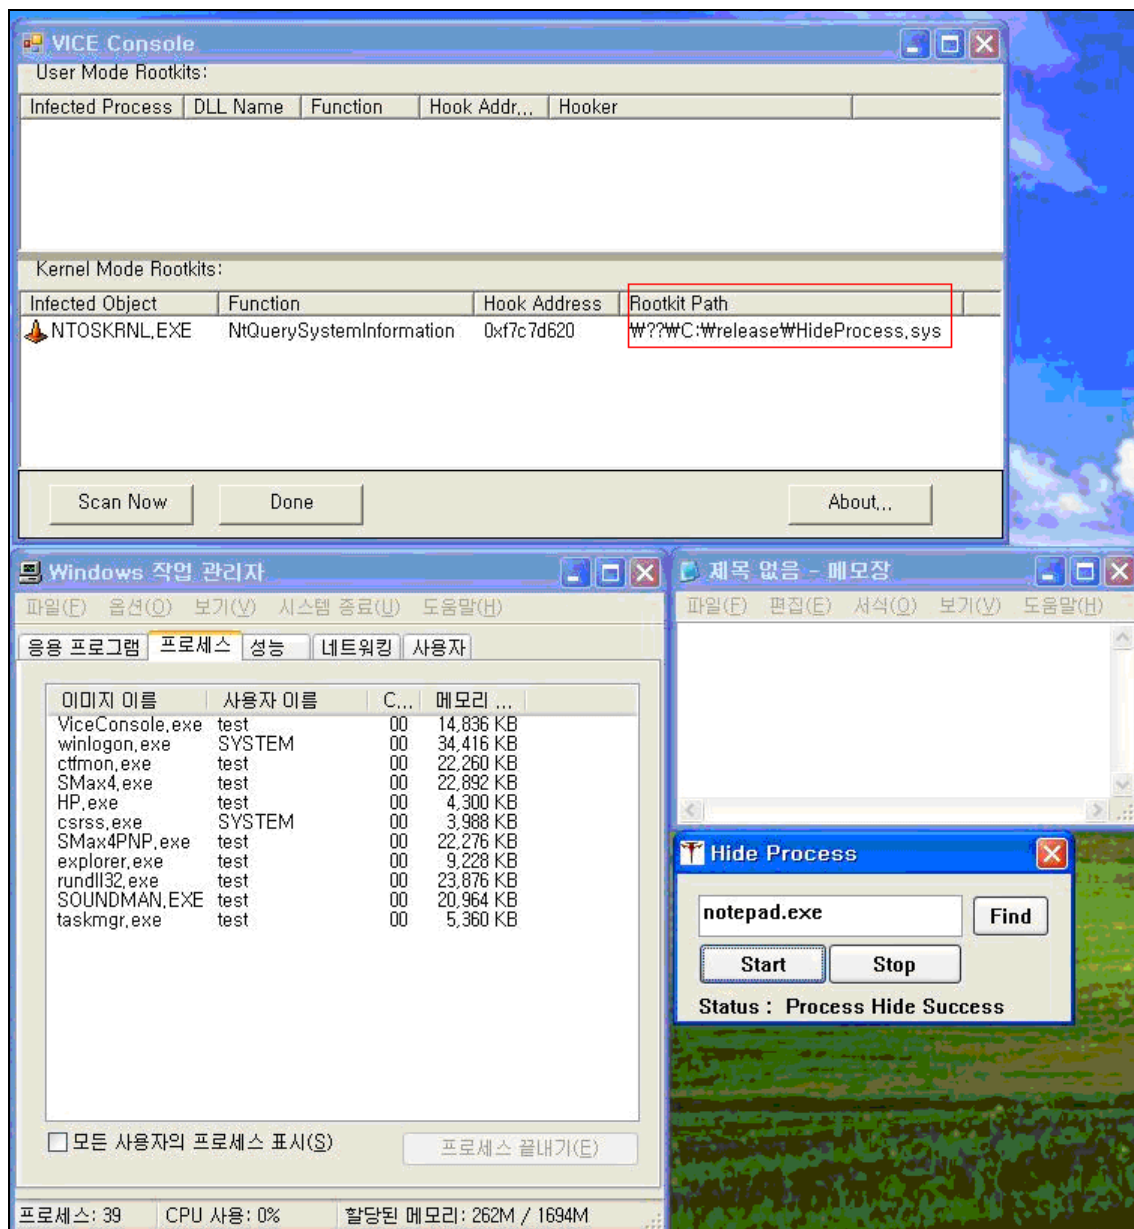 VICE Console
User Mode Rootkits:
Infected Process DLL Name Function Hook Addr... Hooker
Kernel Mode Rootkits:
Infected Object Function Hook Address Rootkit Path
NTOSKRNL.EXE NtQuerySystemInformation 0xf7c7d620 ₩??₩C:₩release₩HideProcess.sys
Scan Now Done About...
Windows 작업 관리자
파일(F) 옵션(O) 보기(V) 시스템 종료(U) 도움말(H)
응용 프로그램 프로세스 성능 네트워킹 사용자
이미지 이름 사용자 이름 C... 메모리 ...
ViceConsole.exe test 00 14,836 KB
winlogon.exe SYSTEM 00 34,416 KB
ctfmon.exe test 00 22,260 KB
SMax4.exe test 00 22,892 KB
HP.exe test 00 4,300 KB
csrss.exe SYSTEM 00 3,988 KB
SMax4PNP.exe test 00 22,276 KB
explorer.exe test 00 9,228 KB
rundll32.exe test 00 23,876 KB
SOUNDMAN.EXE test 00 20,964 KB
taskmgr.exe test 00 5,360 KB
모든 사용자의 프로세스 표시(S)
프로세스 끝내기(E)
프로세스: 39 CPU 사용: 0% 할당된 메모리: 262M / 1694M
제목 없음 - 메모장
파일(F) 편집(E) 서식(O) 보기(V) 도움말(H)
Hide Process
notepad.exe Find
Start Stop
Status : Process Hide Success